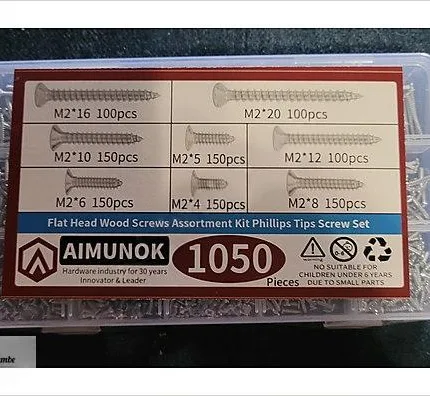 M2*16 100pcs
M2*20 100pcs
M2*10 150pcs
M2*5 150pcs
M2*12 100pcs
M2*6 150pcs
M2*4 150pcs
M2*8 150pcs
Flat Head Wood Screws Assortment Kit Phillips Tips Screw Set
AIMUNOK
Hardware industry for 30 years
Innovator & Leader
1050
Pieces
NO SUITABLE FOR
CHILDREN UNDER 6 YEARS
DUE TO SMALL PARTS